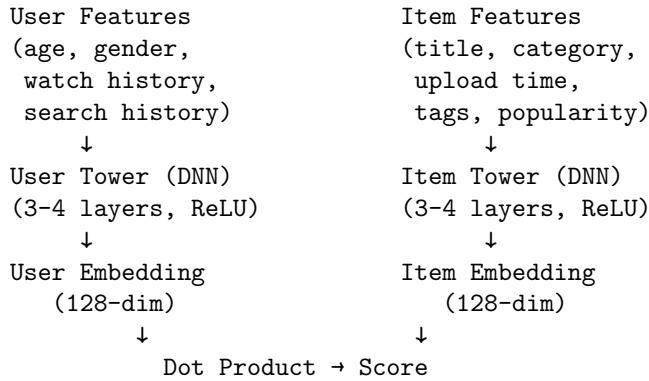 User Features Item Features
(age, gender, (title, category,
watch history, upload time,
search history) tags, popularity)
↓ ↓
User Tower (DNN) Item Tower (DNN)
(3-4 layers, ReLU) (3-4 layers, ReLU)
↓ ↓
User Embedding Item Embedding
(128-dim) (128-dim)
↓ ↓
Dot Product → Score